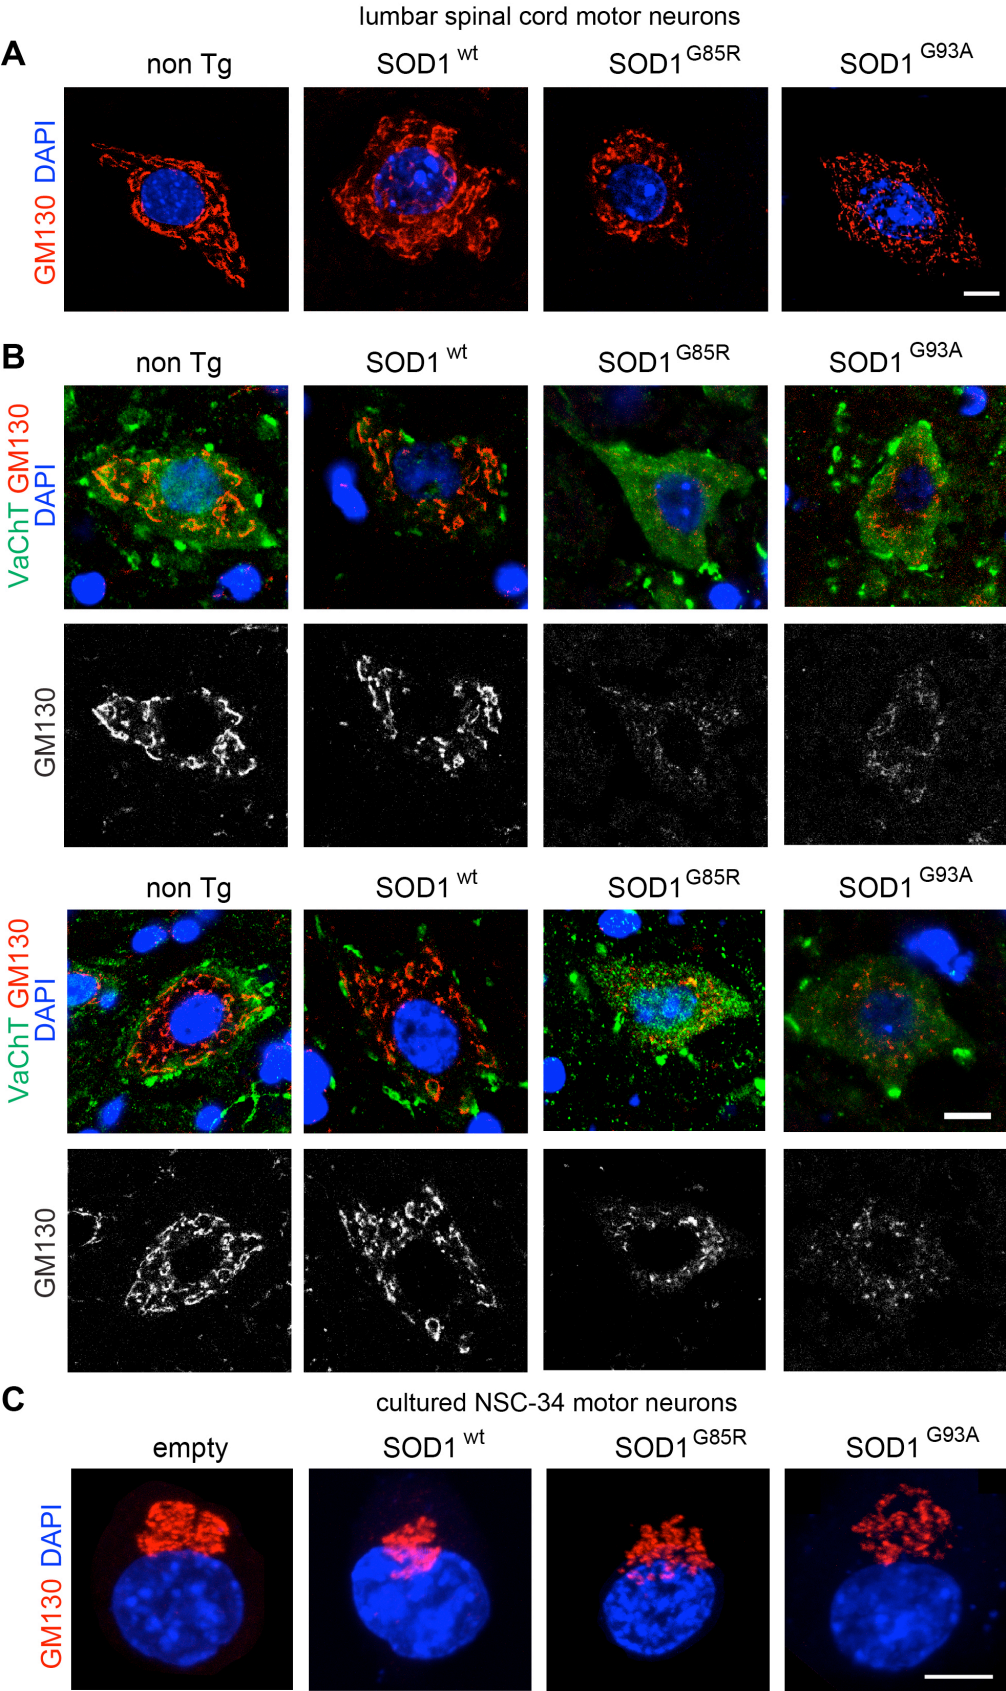 lumbar spinal cord motor neurons
A
non Tg SOD1 wt SOD1 G85R SOD1 G93A
GM130 DAPI
B
non Tg SOD1 wt SOD1 G85R SOD1 G93A
VaChT GM130
DAPI
GM130
non Tg SOD1 wt SOD1 G85R SOD1 G93A
VaChT GM130
DAPI
GM130
C
cultured NSC-34 motor neurons
empty SOD1 wt SOD1 G85R SOD1 G93A
GM130 DAPI